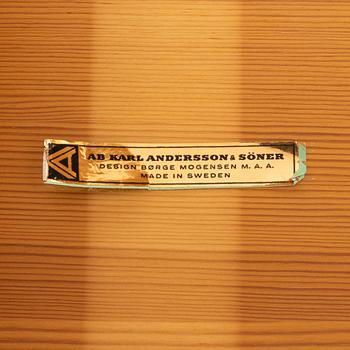 AB KARL ANDERSSON & SÖNER
DESIGN BØRGE MOGENSEN M. A. A.
MADE IN SWEDEN